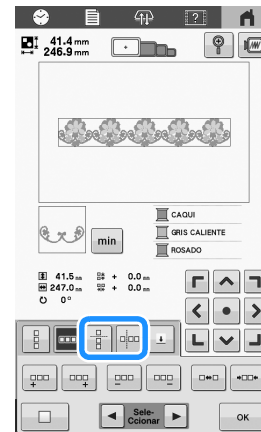 41.4 mm
246.9 mm
min
CAQUI
GRIS CALIENTE
ROSADO
41.5 mm + 0.0 mm
247.0 mm + 0.0 mm
0°
Sele-
Ccionar
OK